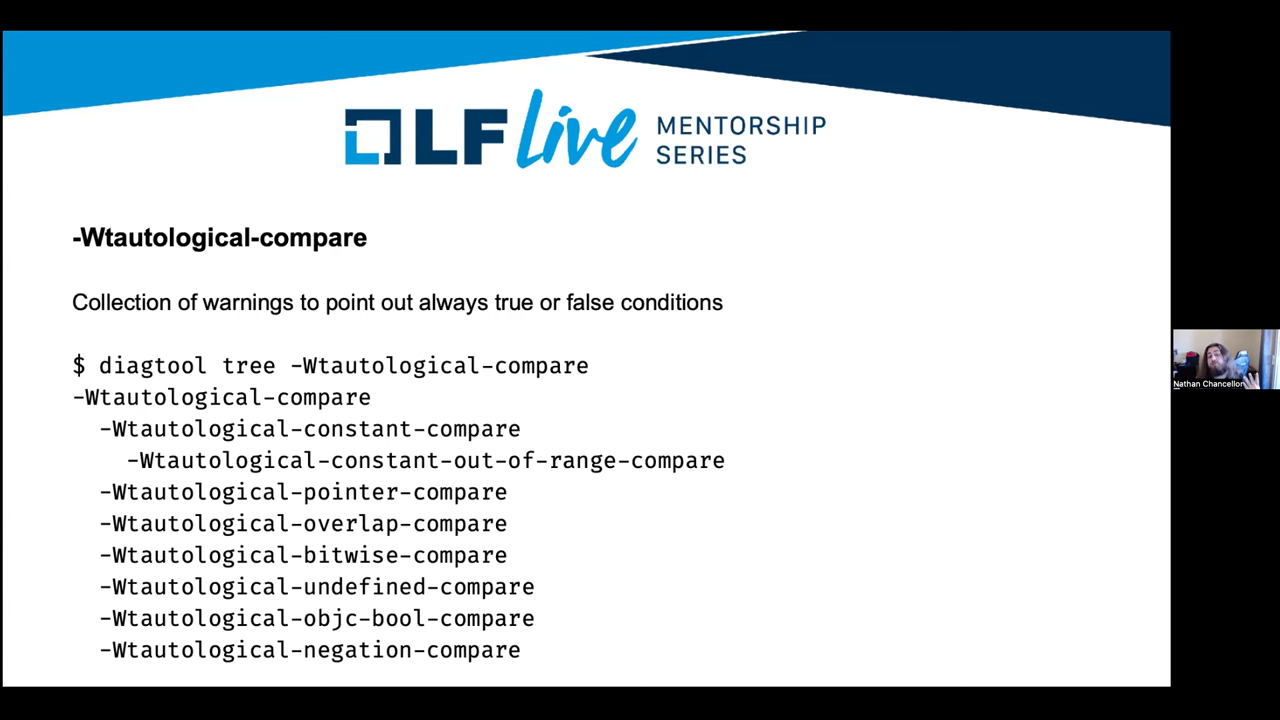 LF Live MENTORSHIP
SERIES
-Wtautological-compare
Collection of warnings to point out always true or false conditions
$ diagtool tree -Wtautological-compare
-Wtautological-compare
-Wtautological-constant-compare
-Wtautological-constant-out-of-range-compare
-Wtautological-pointer-compare
-Wtautological-overlap-compare
-Wtautological-bitwise-compare
-Wtautological-undefined-compare
-Wtautological-objc-bool-compare
-Wtautological-negation-compare
Nathan Chancellor